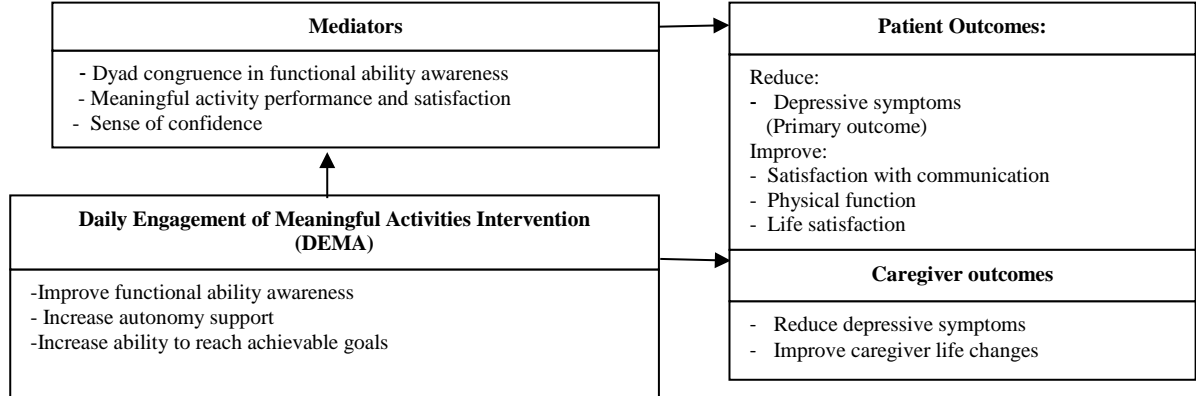 Mediators
- Dyad congruence in functional ability awareness
- Meaningful activity performance and satisfaction
- Sense of confidence
Daily Engagement of Meaningful Activities Intervention
(DEMA)
-Improve functional ability awareness
- Increase autonomy support
-Increase ability to reach achievable goals
Patient Outcomes:
Reduce:
- Depressive symptoms
(Primary outcome)
Improve:
- Satisfaction with communication
- Physical function
- Life satisfaction
Caregiver outcomes
- Reduce depressive symptoms
- Improve caregiver life changes